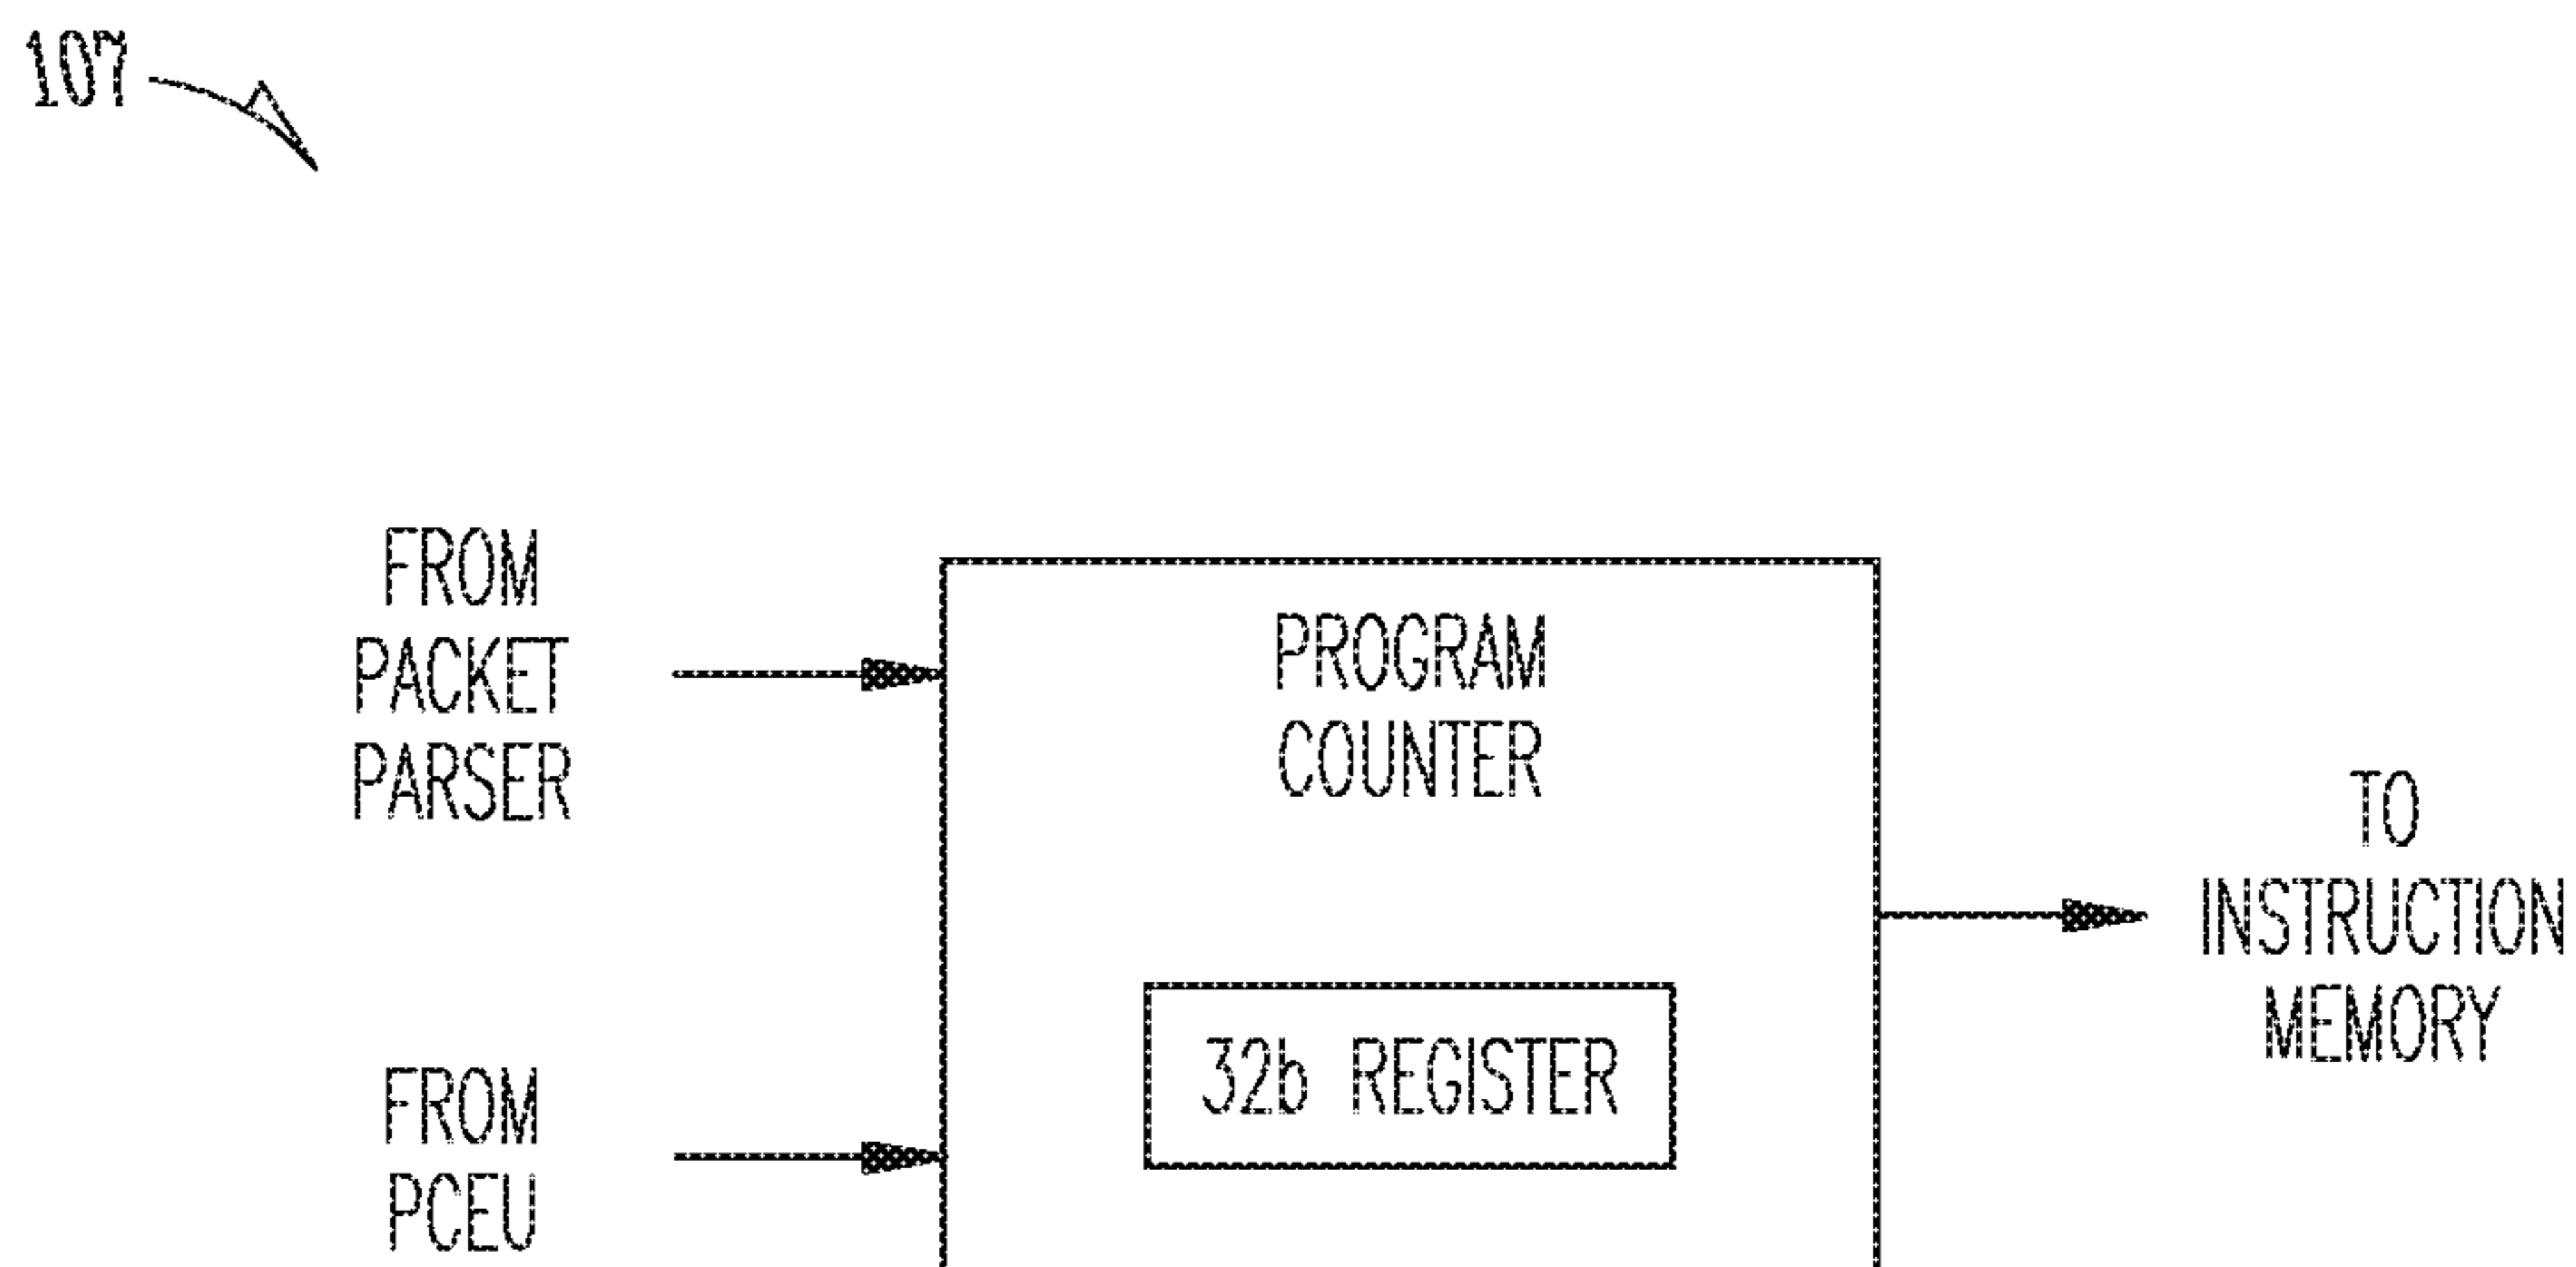 107
FROM
PACKET
PARSER
PROGRAM
COUNTER
TO
INSTRUCTION
MEMORY
32b REGISTER
FROM
PCEU